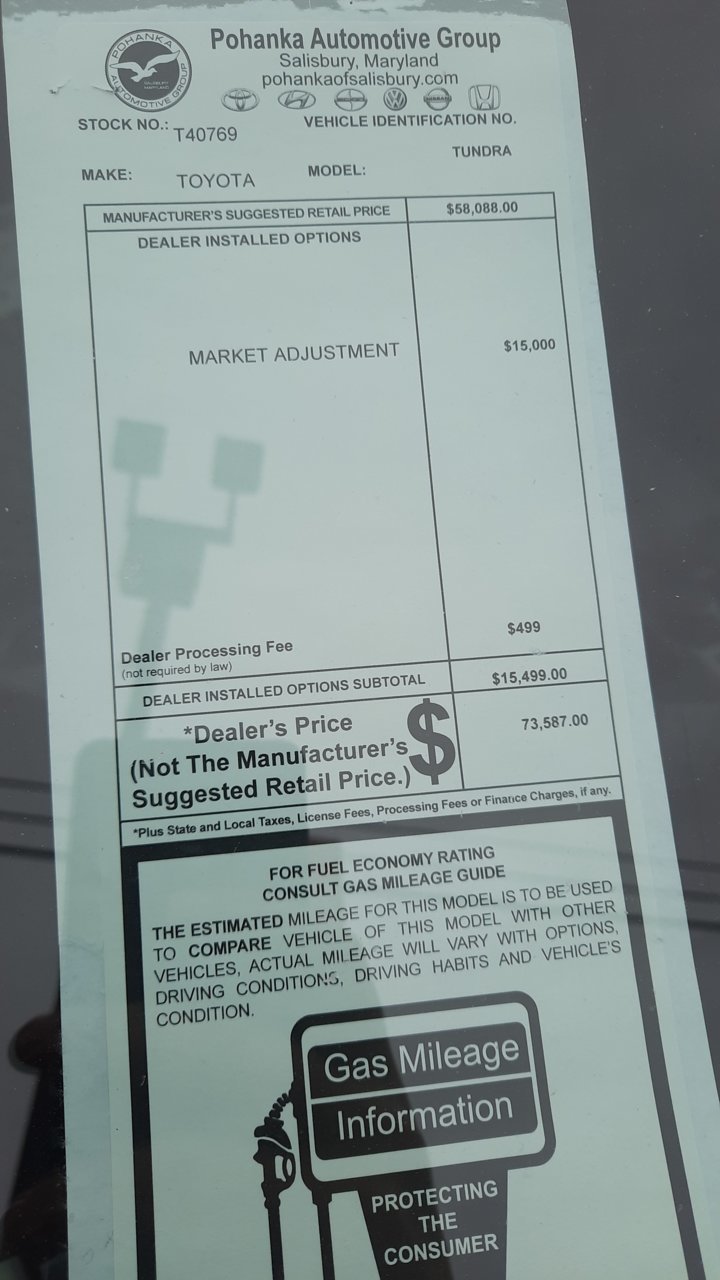 POHANKA
AUTOMOTIVE GROUP
SALISBURY
MARYLAND
Pohanka Automotive Group
Salisbury, Maryland
pohankaofsalisbury.com
NISSAN
STOCK NO.: T40769
VEHICLE IDENTIFICATION NO.
MAKE: TOYOTA
MODEL: TUNDRA
MANUFACTURER'S SUGGESTED RETAIL PRICE $58,088.00
DEALER INSTALLED OPTIONS
MARKET ADJUSTMENT $15,000
Dealer Processing Fee $499
(not required by law)
DEALER INSTALLED OPTIONS SUBTOTAL $15,499.00
*Dealer's Price
(Not The Manufacturer's
Suggested Retail Price.)
$ 73,587.00
*Plus State and Local Taxes, License Fees, Processing Fees or Finance Charges, if any.
FOR FUEL ECONOMY RATING
CONSULT GAS MILEAGE GUIDE
THE ESTIMATED MILEAGE FOR THIS MODEL IS TO BE USED
TO COMPARE VEHICLE OF THIS MODEL WITH OTHER
VEHICLES, ACTUAL MILEAGE WILL VARY WITH OPTIONS,
DRIVING CONDITIONS, DRIVING HABITS AND VEHICLE'S
CONDITION.
Gas Mileage
Information
PROTECTING
THE
CONSUMER